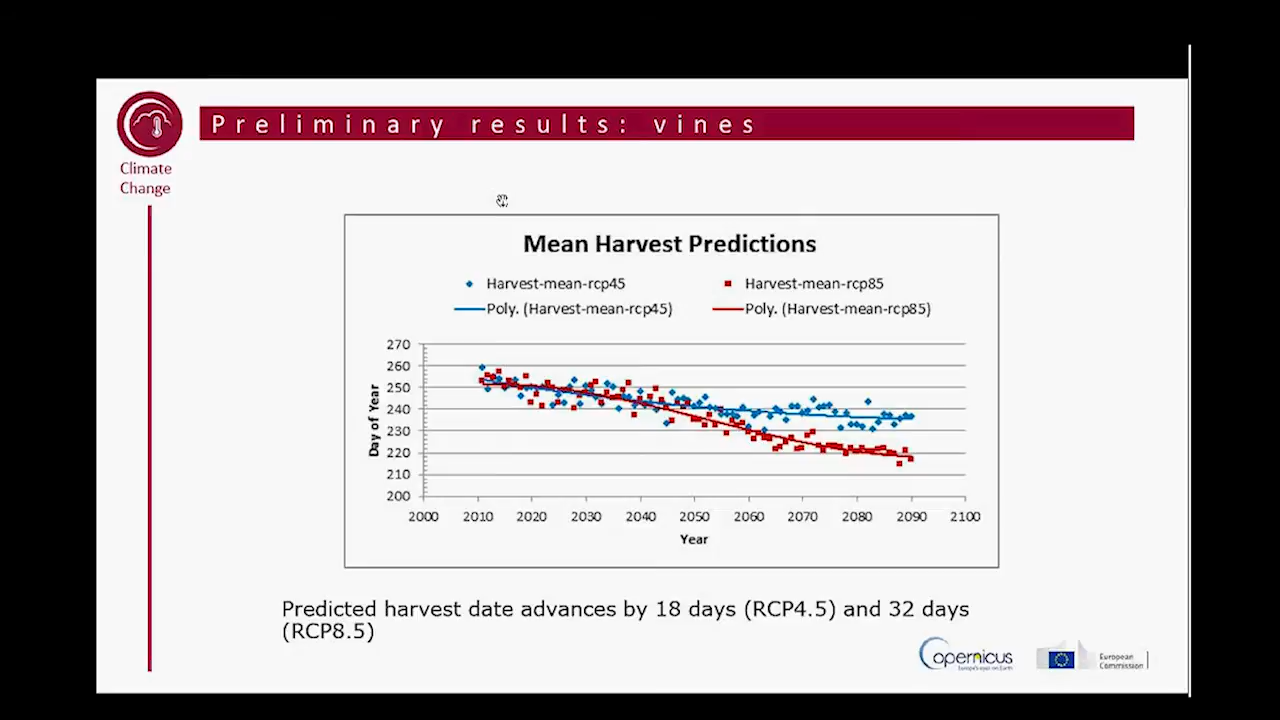 Preliminary results: vines
Climate
Change
Mean Harvest Predictions
Harvest-mean-rcp45
Harvest-mean-rcp85
Poly. (Harvest-mean-rcp45)
Poly. (Harvest-mean-rcp85)
270
260
250
240
230
220
210
200
Day of Year
2000 2010 2020 2030 2040 2050 2060 2070 2080 2090 2100
Year
Predicted harvest date advances by 18 days (RCP4.5) and 32 days
(RCP8.5)
Copernicus
Europe's eyes on Earth
European
Commission